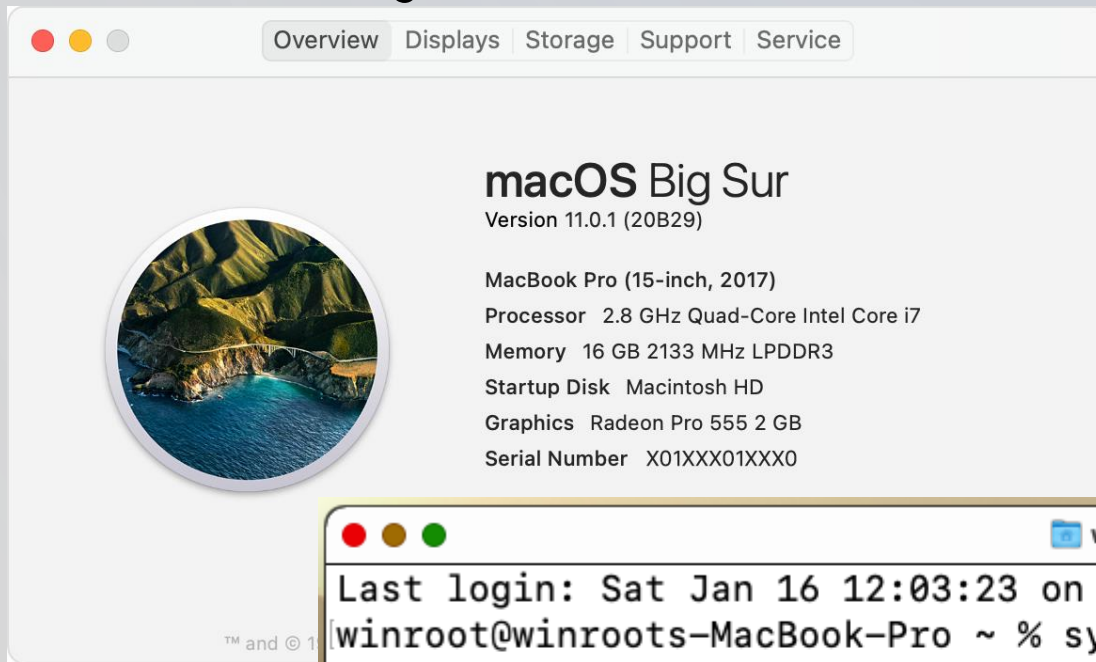 Overview Displays Storage Support Service
macOS Big Sur
Version 11.0.1 (20B29)
MacBook Pro (15-inch, 2017)
Processor 2.8 GHz Quad-Core Intel Core i7
Memory 16 GB 2133 MHz LPDDR3
Startup Disk Macintosh HD
Graphics Radeon Pro 555 2 GB
Serial Number X01XXX01XXX0
™ and ©
Last login: Sat Jan 16 12:03:23 on
winroot@winroots-MacBook-Pro ~ %